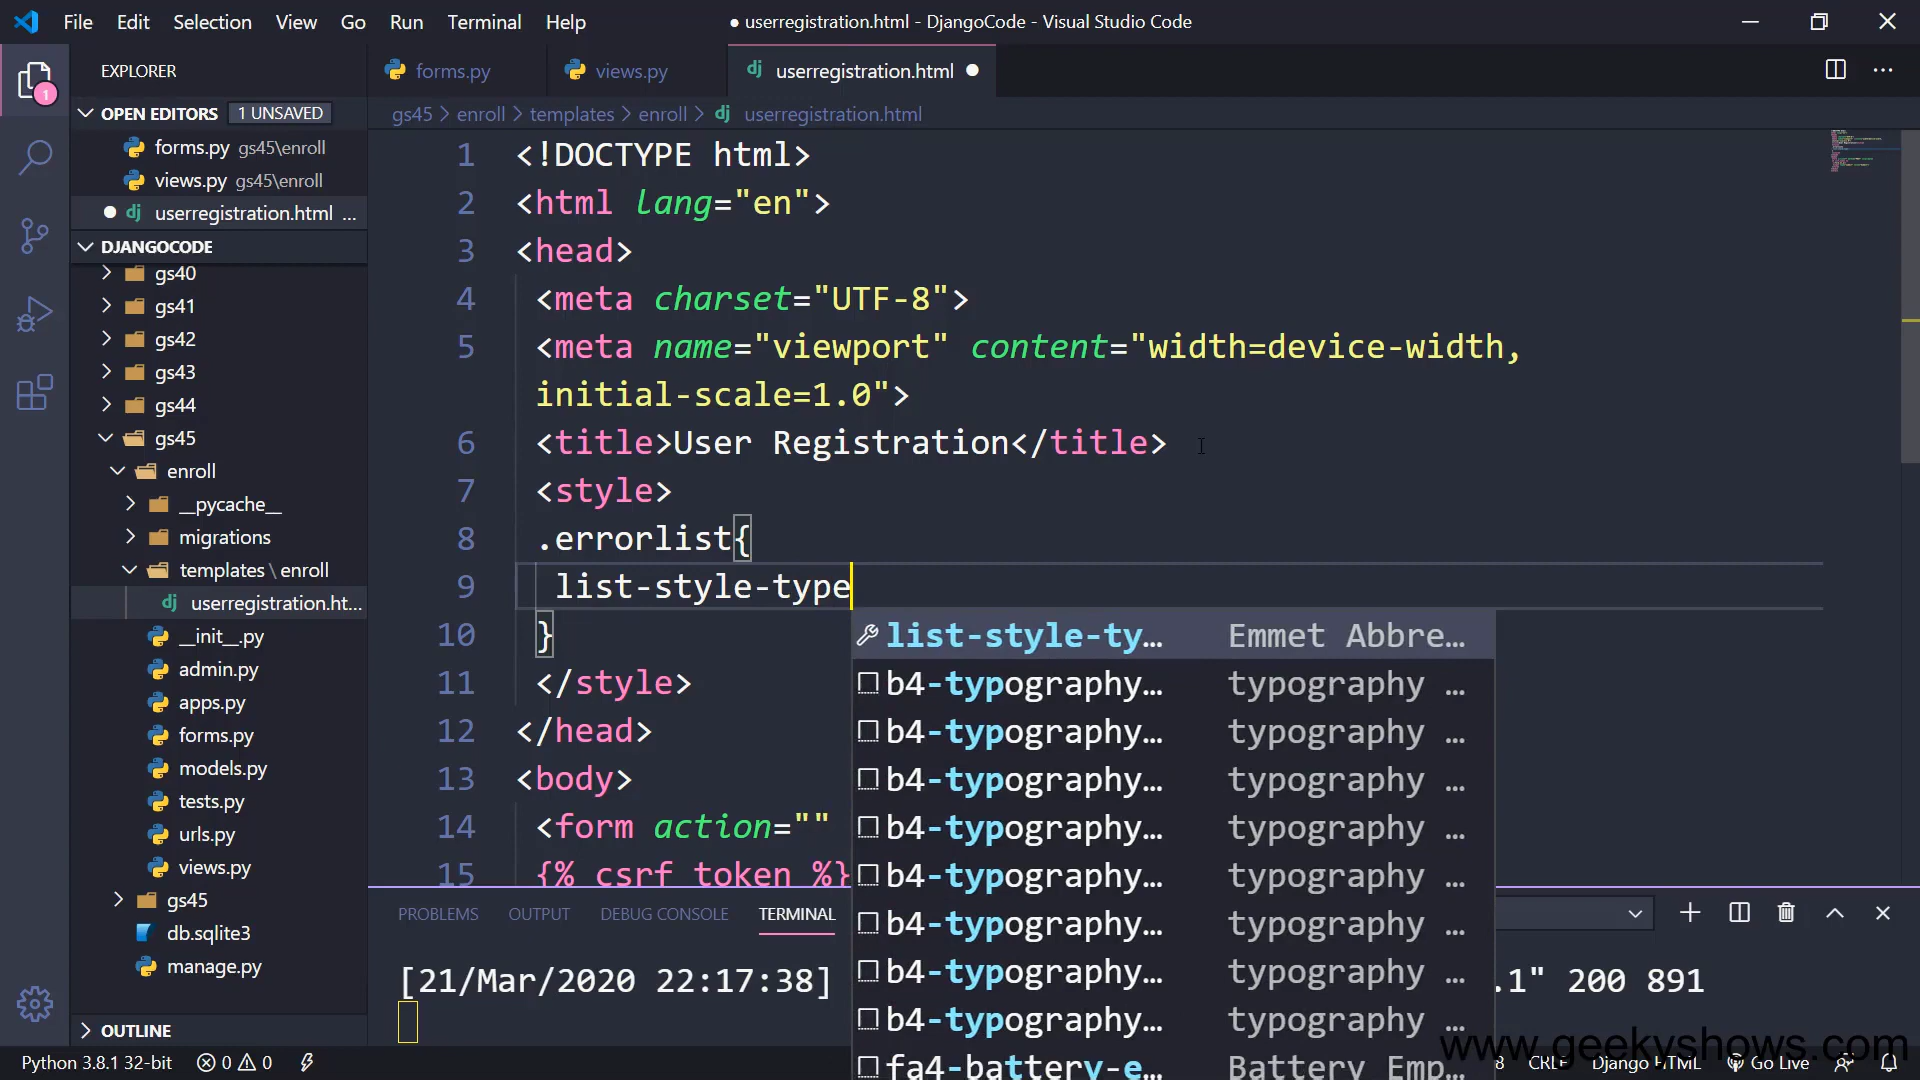 File Edit Selection View Go Run Terminal Help
● userregistration.html - DjangoCode - Visual Studio Code
EXPLORER
forms.py
views.py
userregistration.html
1
OPEN EDITORS 1 UNSAVED
gs45 > enroll > templates > enroll > userregistration.html
forms.py gs45\enroll
views.py gs45\enroll
userregistration.html ...
DJANGOCODE
gs40
gs41
gs42
gs43
gs44
gs45
enroll
__pycache__
migrations
templates\enroll
userregistration.ht...
__init__.py
admin.py
apps.py
forms.py
models.py
tests.py
urls.py
views.py
gs45
db.sqlite3
manage.py
OUTLINE
1 <!DOCTYPE html>
2 <html lang="en">
3 <head>
4 <meta charset="UTF-8">
5 <meta name="viewport" content="width=device-width,
initial-scale=1.0">
6 <title>User Registration</title>
7 <style>
8 .errorlist{
9 list-style-type
10 }
11 </style>
12 </head>
13 <body>
14 <form action=""
15 {% csrf_token %}
list-style-ty... Emmet Abbre...
b4-typography... typography ...
b4-typography... typography ...
b4-typography... typography ...
b4-typography... typography ...
b4-typography... typography ...
b4-typography... typography ...
b4-typography... typography ...
b4-typography... typography ...
fa4-battery-e... Battery Emp...
PROBLEMS OUTPUT DEBUG CONSOLE TERMINAL
[21/Mar/2020 22:17:38] .1" 200 891
www.geekyshows.com
Python 3.8.1 32-bit 0 0 8 CRLF Django HTML Go Live